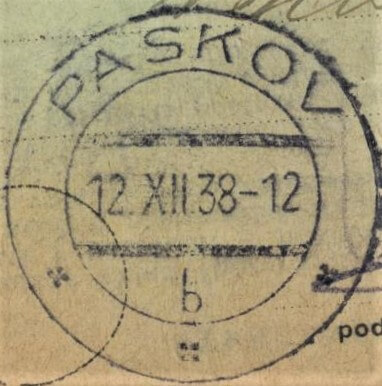 PASKOV
12. XII.38-12
b
pod